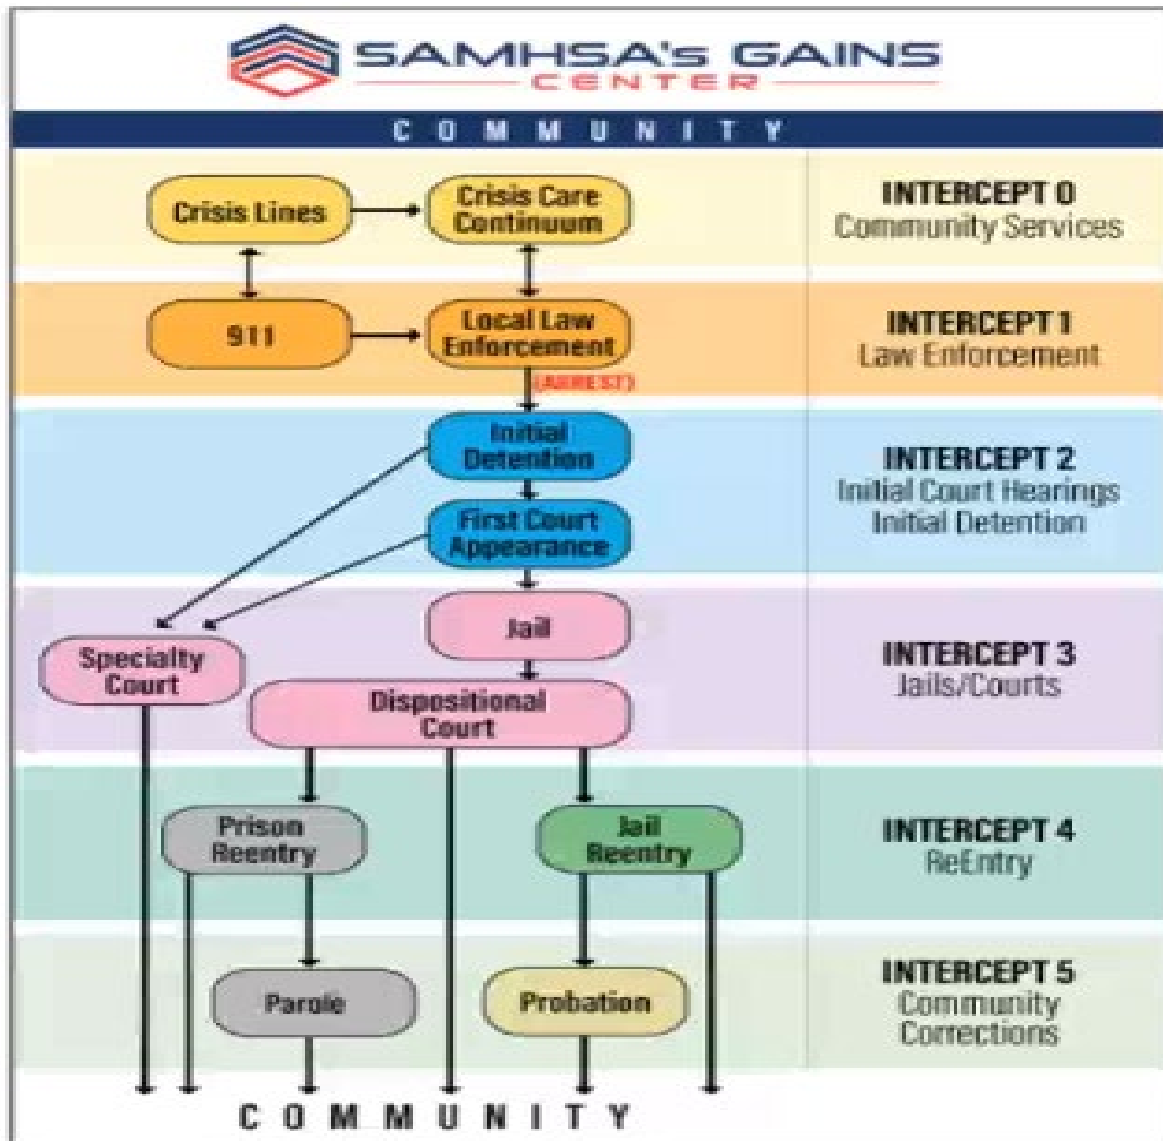 SAMHSA's GAINS
CENTER
COMMUNITY
Crisis Lines
Crisis Care
Continuum
INTERCEPT 0
Community Services
911
Local Law
Enforcement
(ARREST)
INTERCEPT 1
Law Enforcement
Initial
Detention
First Court
Appearance
INTERCEPT 2
Initial Court Hearings
Initial Detention
Jail
Specialty
Court
Dispositional
Court
INTERCEPT 3
Jails/Courts
Prison
Reentry
Jail
Reentry
INTERCEPT 4
ReEntry
Parole
Probation
INTERCEPT 5
Community
Corrections
COMMUNITY